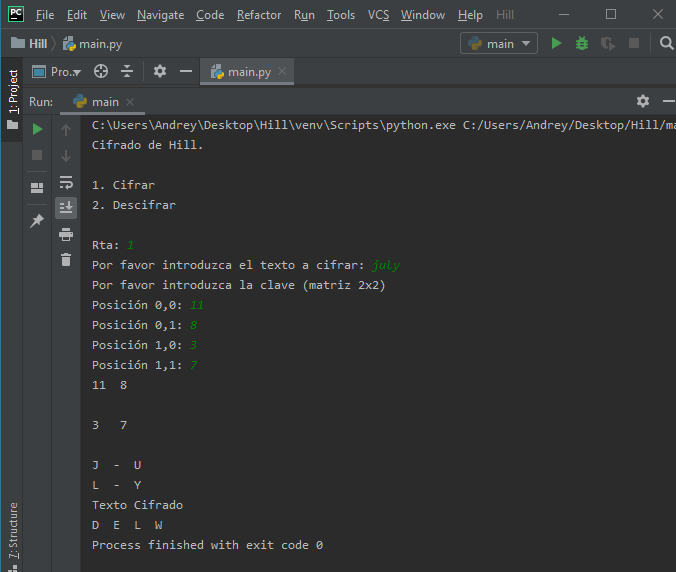 PC File Edit View Navigate Code Refactor Run Tools VCS Window Help Hill
Hill main.py main
1: Project Pro.. main.py
Run: main
C:\Users\Andrey\Desktop\Hill\venv\Scripts\python.exe C:/Users/Andrey/Desktop/Hill/ma
Cifrado de Hill.
1. Cifrar
2. Descifrar
Rta: 1
Por favor introduzca el texto a cifrar: july
Por favor introduzca la clave (matriz 2x2)
Posición 0,0: 11
Posición 0,1: 8
Posición 1,0: 3
Posición 1,1: 7
11 8
3 7
J - U
L - Y
Texto Cifrado
D E L W
Process finished with exit code 0
7: Structure